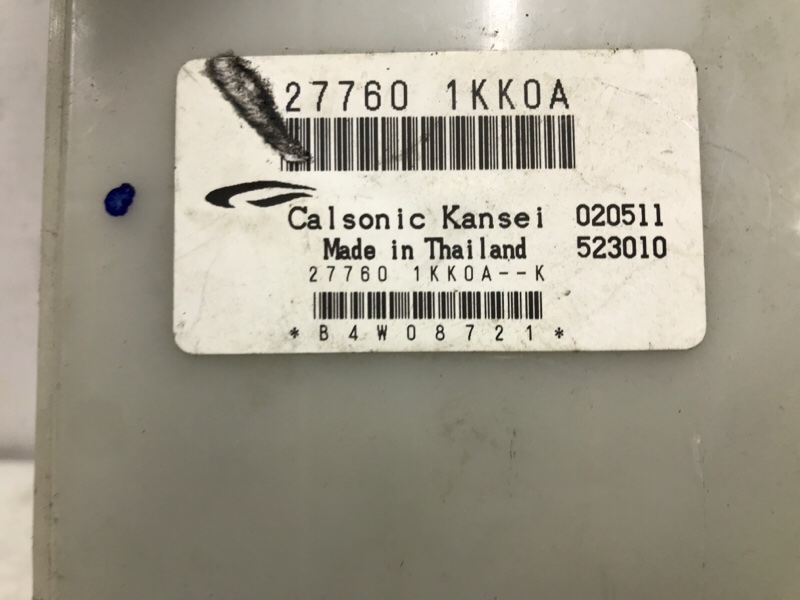 27760 1KK0A
Calsonic Kansei 020511
Made in Thailand 523010
27760 1KK0A--K
*B4W08721*